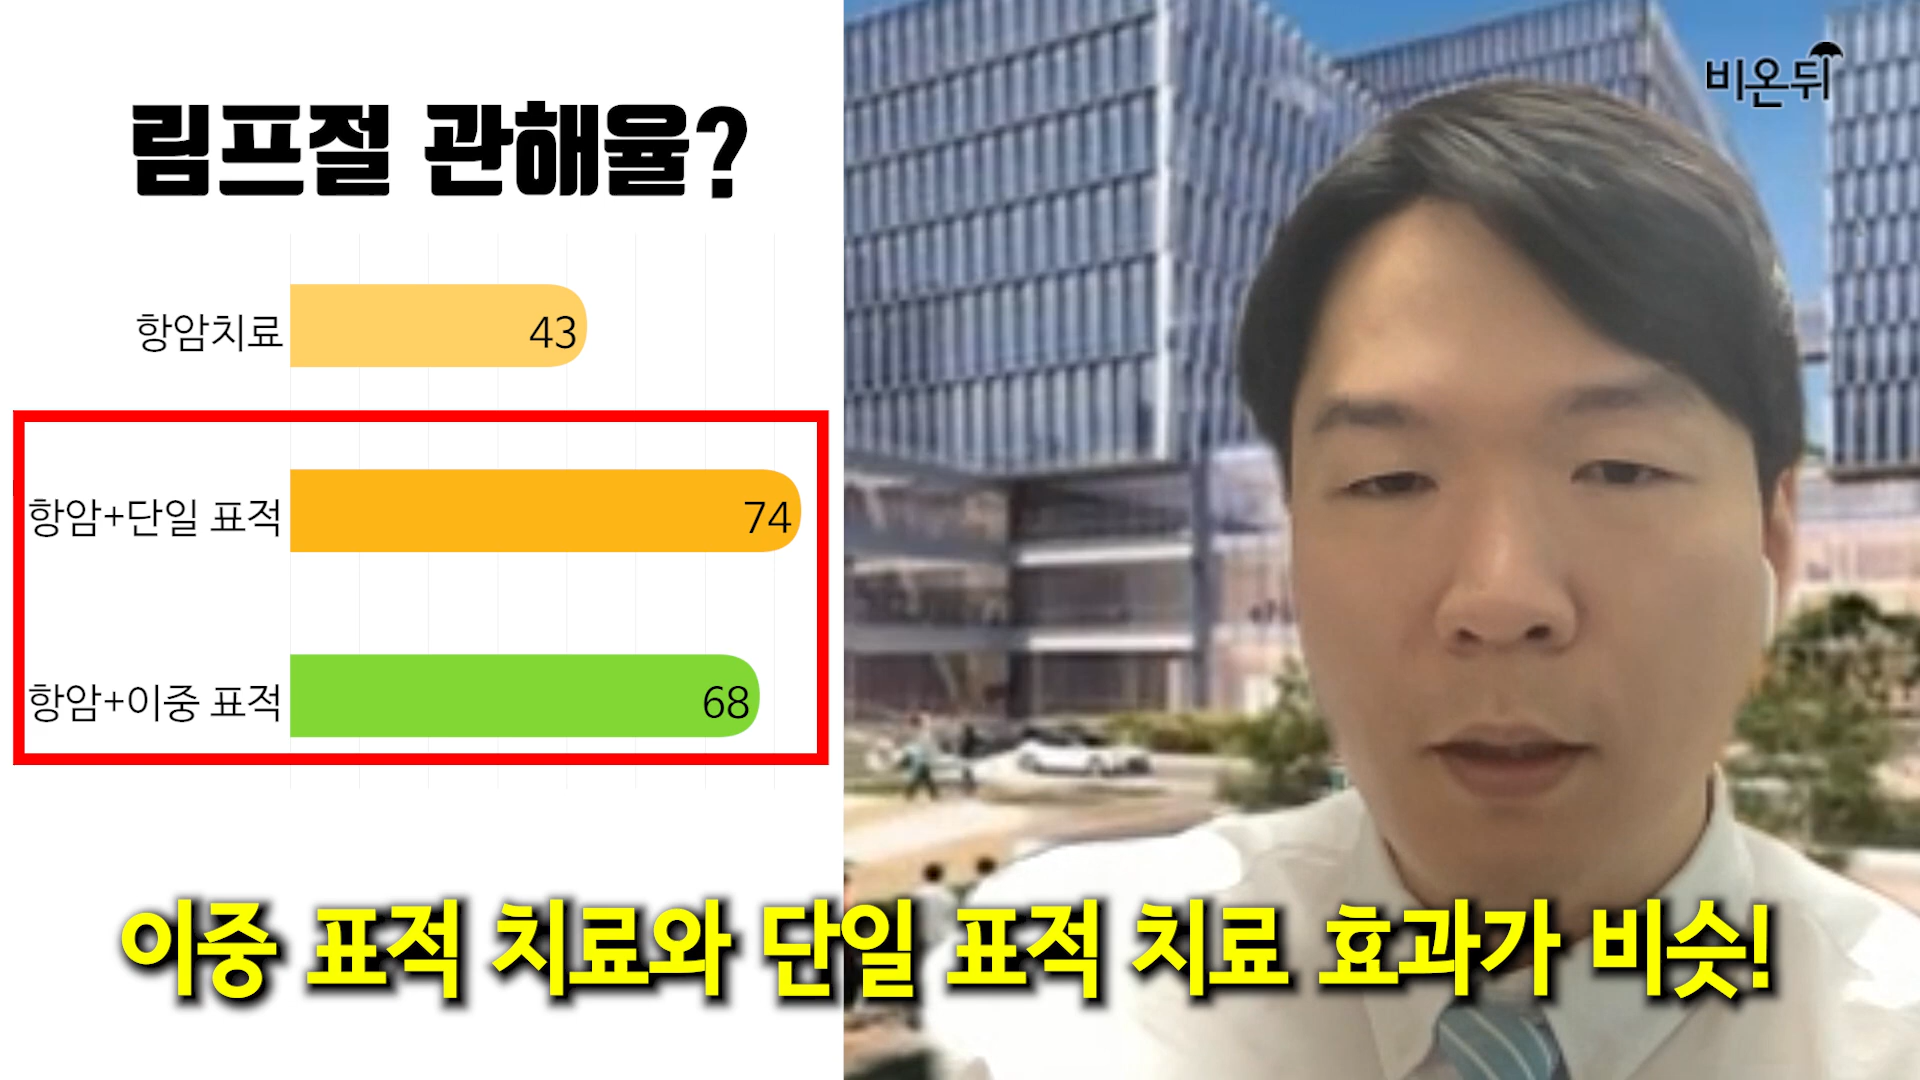 림프절 관해율?
비온뒤
항암치료 43
항암+단일 표적 74
항암+이중 표적 68
이중 표적 치료와 단일 표적 치료 효과가 비슷!